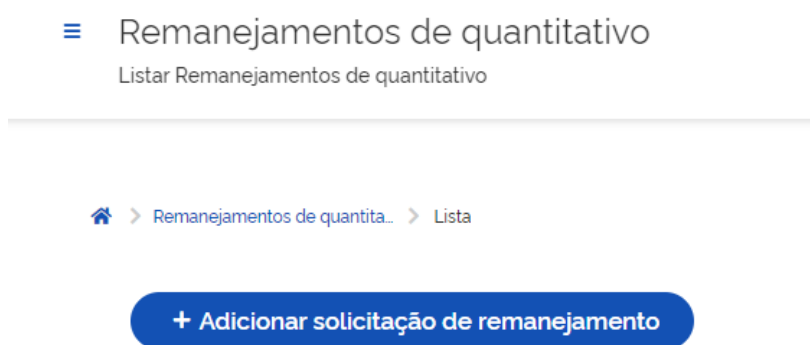 Remanejamentos de quantitativo
Listar Remanejamentos de quantitativo
Remanejamentos de quantita... > Lista
+ Adicionar solicitação de remanejamento